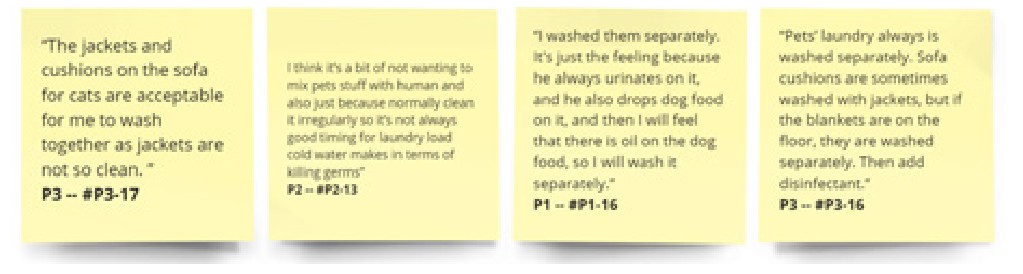 "The jackets and
cushions on the sofa
for cats are acceptable
for me to wash
together as jackets are
not so clean. "
P3 -- #P3-17
I think it's a bit of not wanting to
mix pets stuff with human and
also just because normally clean
it irregularly so it's not always
good timing for laundry load
cold water makes in terms of
killing germs"
P2 -- #P2-13
"I washed them separately.
It's just the feeling because
he always urinates on it,
and he also drops dog food
on it, and then I will feel
that there is oil on the dog
food, so I will wash it
separately."
P1 -- #P1-16
"Pets' laundry always is
washed separately. Sofa
cushions are sometimes
washed with jackets, but if
the blankets are on the
floor, they are washed
separately. Then add
disinfectant."
P3 -- #P3-16